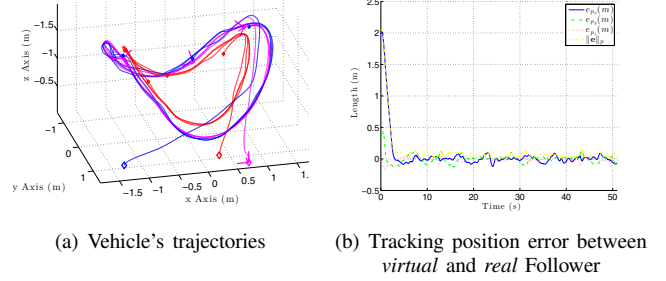 −1.5
−1
−0.5
z Axis (m)
−1
0
1
y Axis (m)
−1.5
−1
−0.5
0
0.5
1
1.5
x Axis (m)
2.5
2
1.5
1
0.5
0
−0.5
Length (m)
0
10
20
30
40
50
Time (s)
‖e‖p
(a) Vehicle's trajectories
(b) Tracking position error between
virtual and real Follower